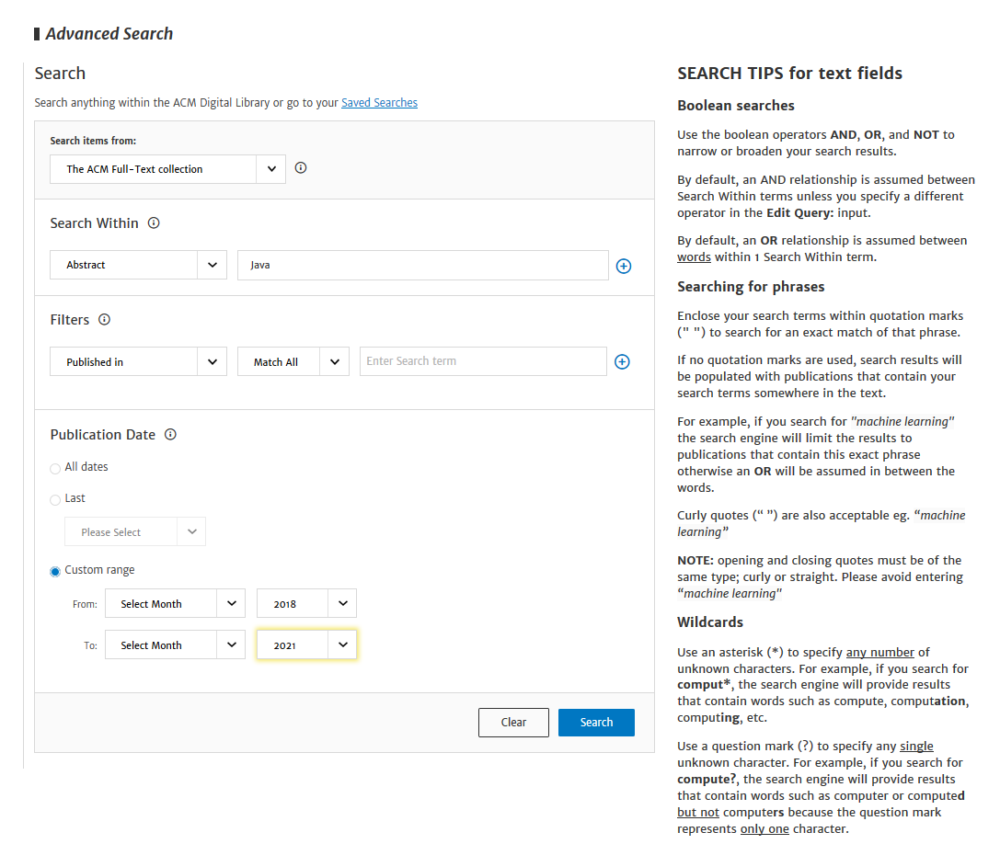 Advanced Search
Search
Search anything within the ACM Digital Library or go to your Saved Searches
Search items from:
The ACM Full-Text collection
Search Within
Abstract
Java
Filters
Published in
Match All
Enter Search term
Publication Date
All dates
Last
Please Select
Custom range
From:
Select Month
2018
To:
Select Month
2021
Clear
Search
SEARCH TIPS for text fields
Boolean searches
Use the boolean operators AND, OR, and NOT to
narrow or broaden your search results.
By default, an AND relationship is assumed between
Search Within terms unless you specify a different
operator in the Edit Query: input.
By default, an OR relationship is assumed between
words within 1 Search Within term.
Searching for phrases
Enclose your search terms within quotation marks
(" ") to search for an exact match of that phrase.
If no quotation marks are used, search results will
be populated with publications that contain your
search terms somewhere in the text.
For example, if you search for "machine learning"
the search engine will limit the results to
publications that contain this exact phrase
otherwise an OR will be assumed in between the
words.
Curly quotes (“ ”) are also acceptable eg. “machine
learning”
NOTE: opening and closing quotes must be of the
same type; curly or straight. Please avoid entering
“machine learning"
Wildcards
Use an asterisk (*) to specify any number of
unknown characters. For example, if you search for
comput*, the search engine will provide results
that contain words such as compute, computation,
computing, etc.
Use a question mark (?) to specify any single
unknown character. For example, if you search for
compute?, the search engine will provide results
that contain words such as computer or computed
but not computers because the question mark
represents only one character.